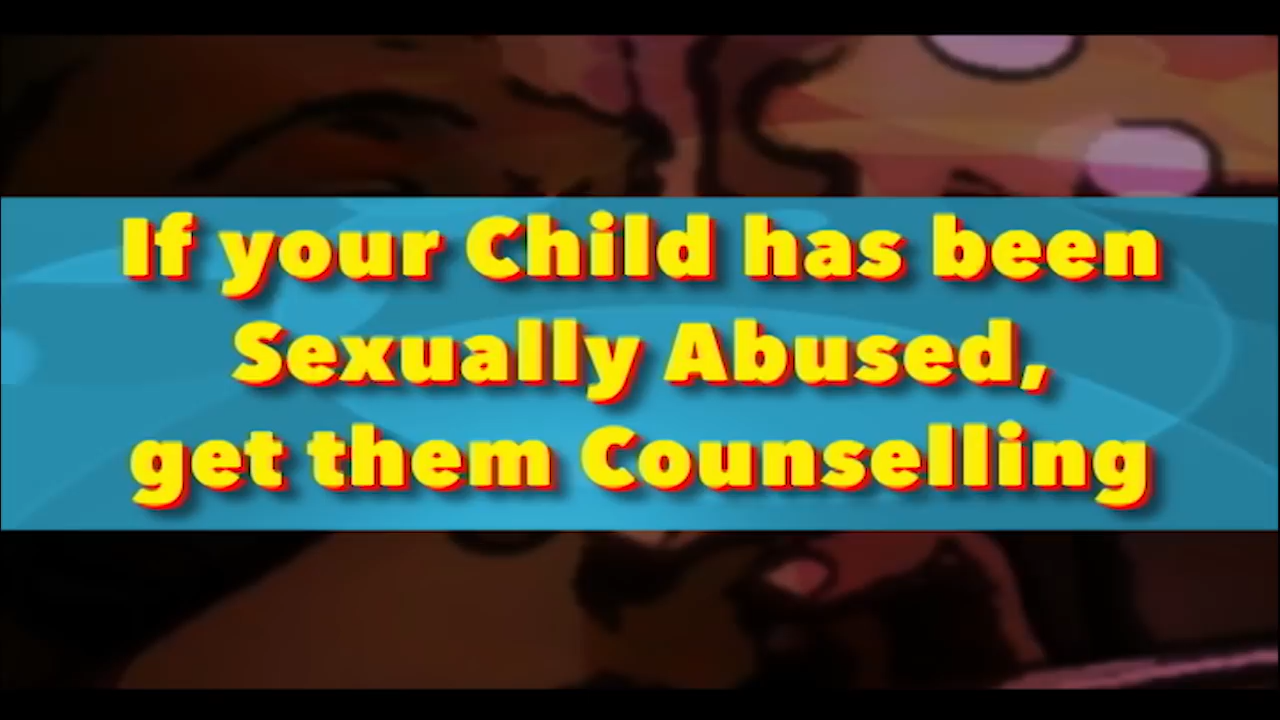 If your Child has been
Sexually Abused,
get them Counselling